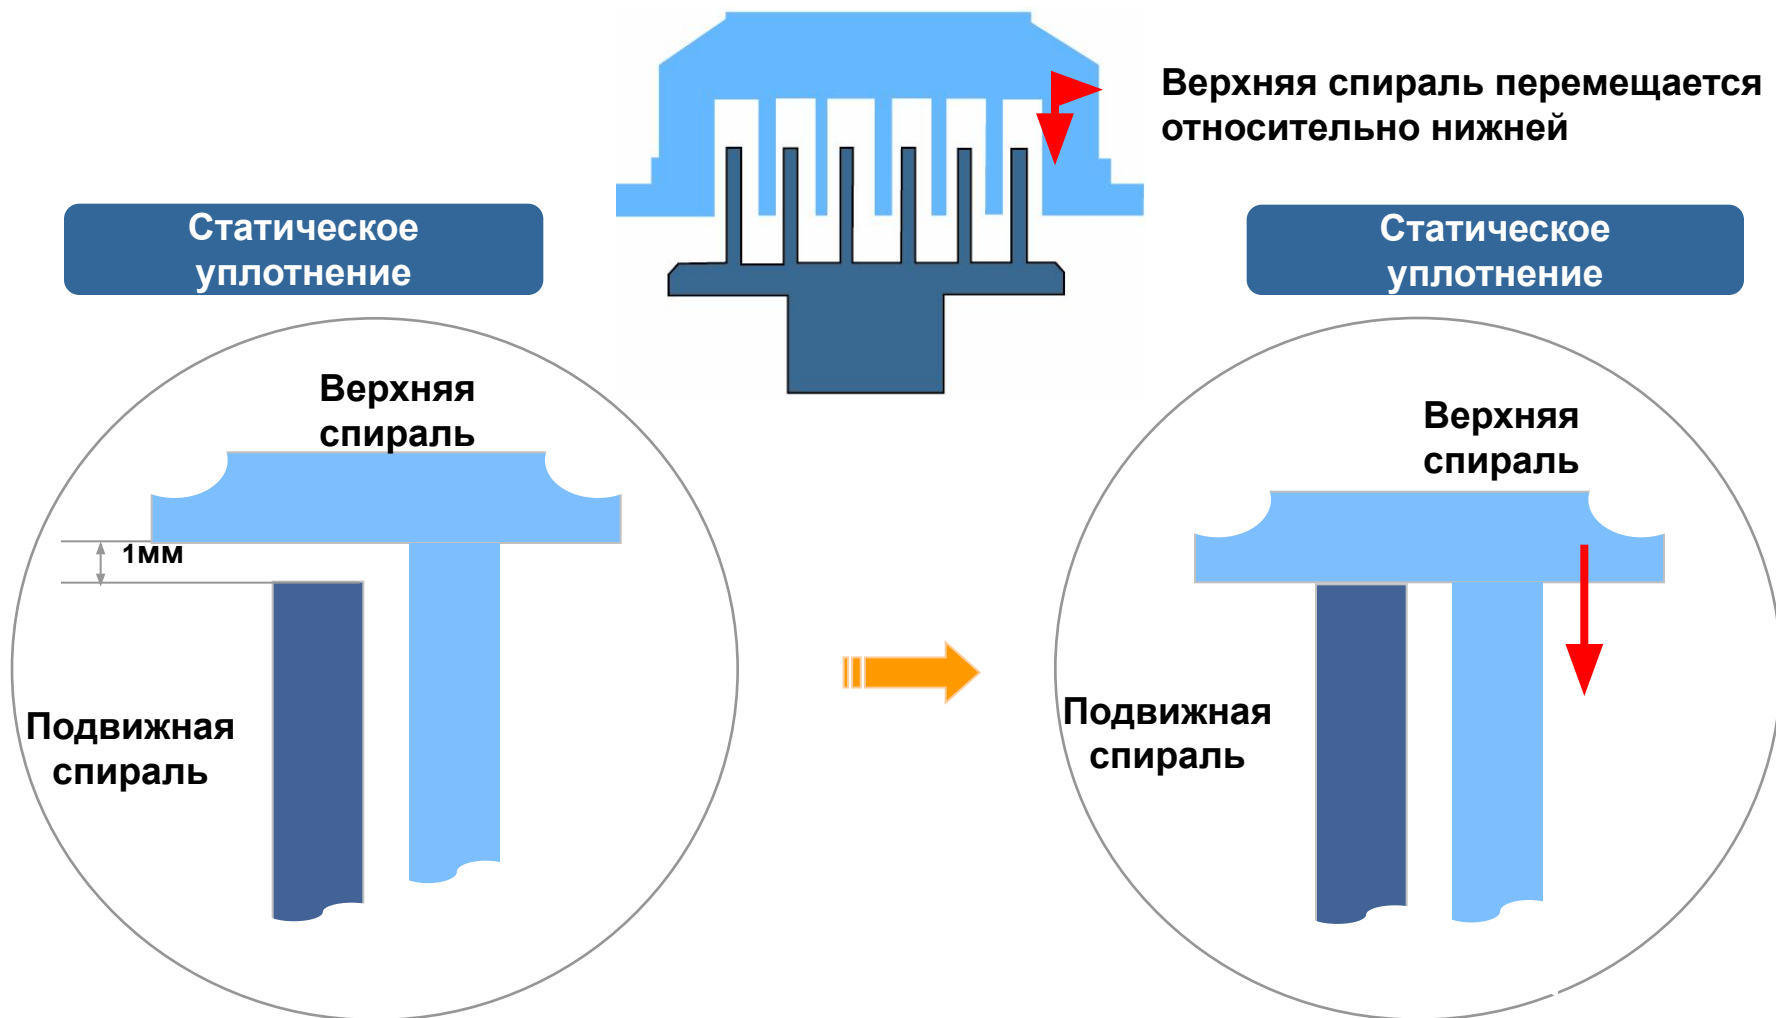 Верхняя спираль перемещается
относительно нижней
Статическое
уплотнение
Статическое
уплотнение
Верхняя
спираль
1мм
Подвижная
спираль
Верхняя
спираль
Подвижная
спираль